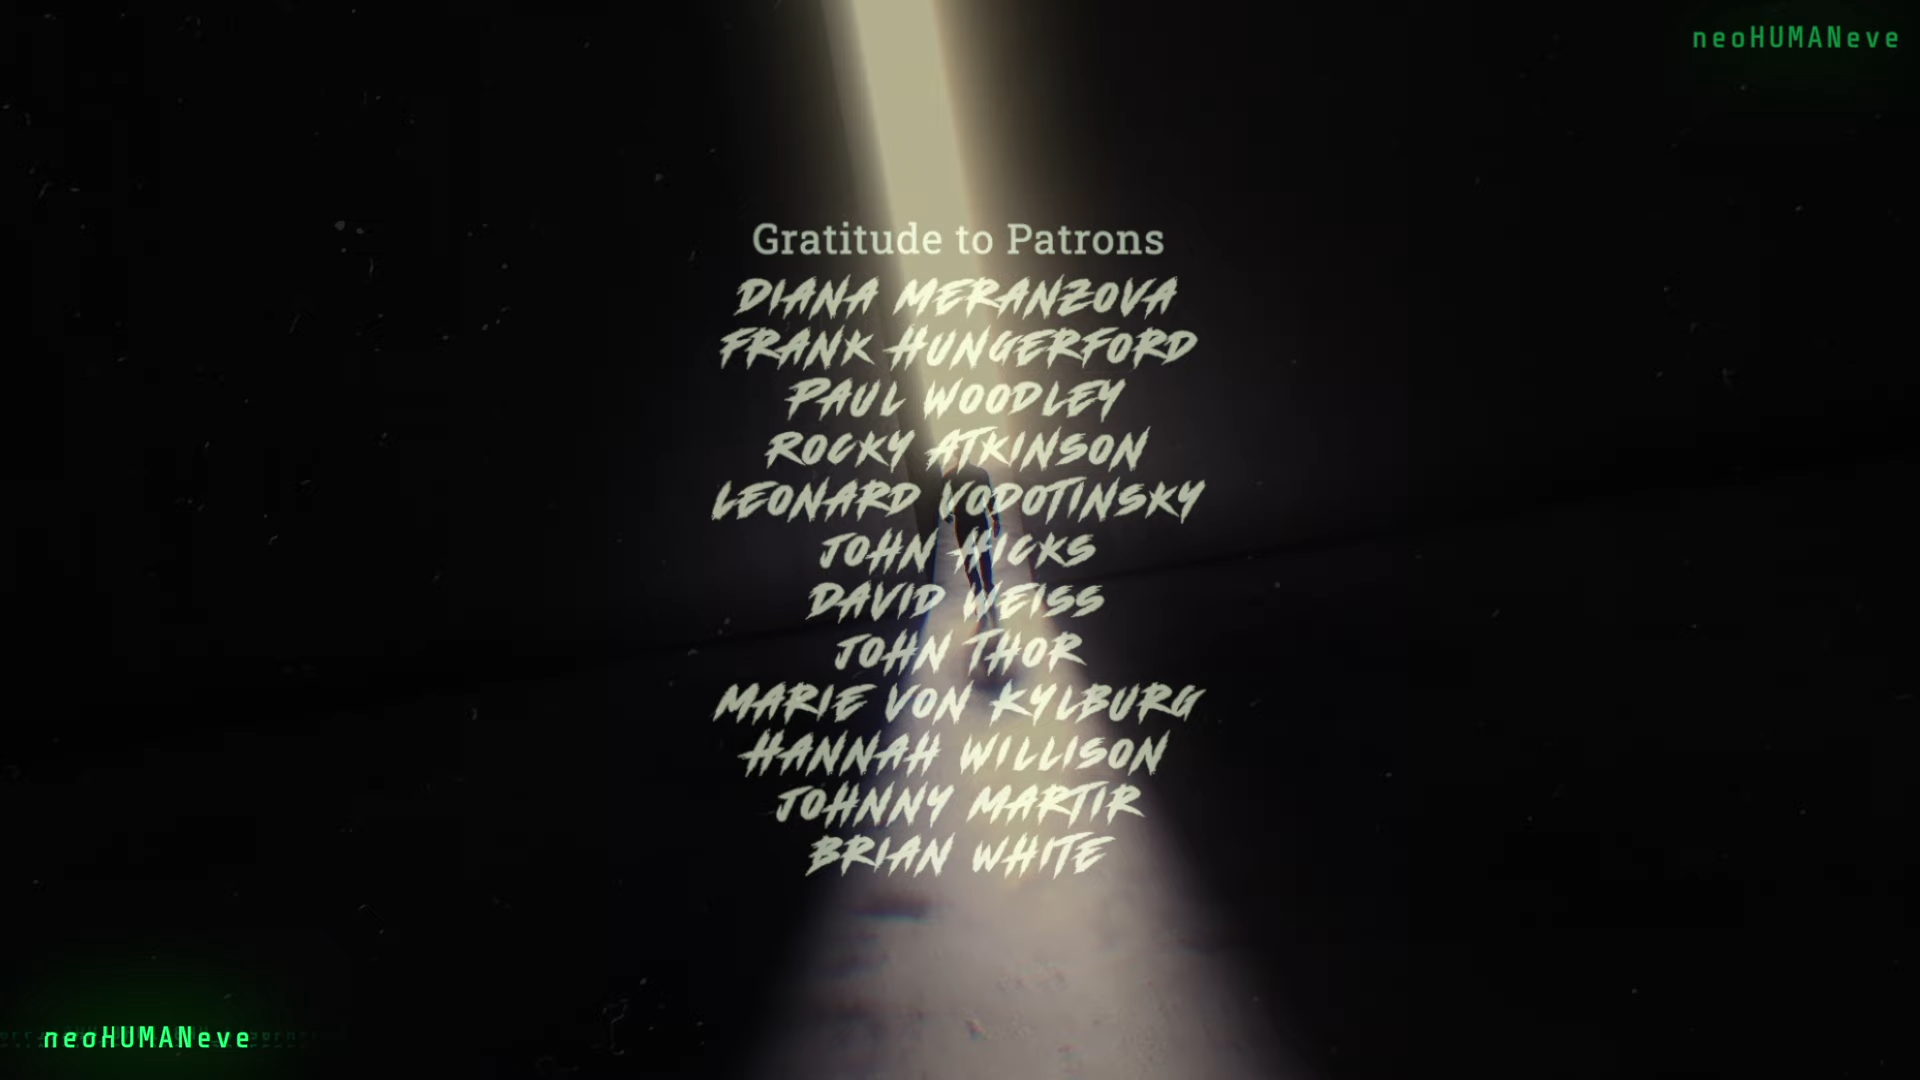 neoHUMANeve
Gratitude to Patrons
DIANA MERANZOVA
FRANK HUNGERFORD
PAUL WOODLEY
ROCKY ATKINSON
LEONARD VODOTINSKY
JOHN HICKS
DAVID WEISS
JOHN THOR
MARIE VON KYLBURG
HANNAH WILLISON
JOHNNY MARTIR
BRIAN WHITE
neoHUMANeve